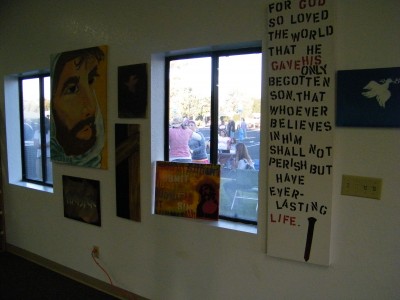 FOR GOD
SO LOVED
THE WORLD
THAT HE
GAVE HIS
ONLY
BEGOTTEN
SON, THAT
WHOEVER
BELIEVES
IN HIM
SHALL NOT
PERISH BUT
HAVE
EVER-
LASTING
LIFE.